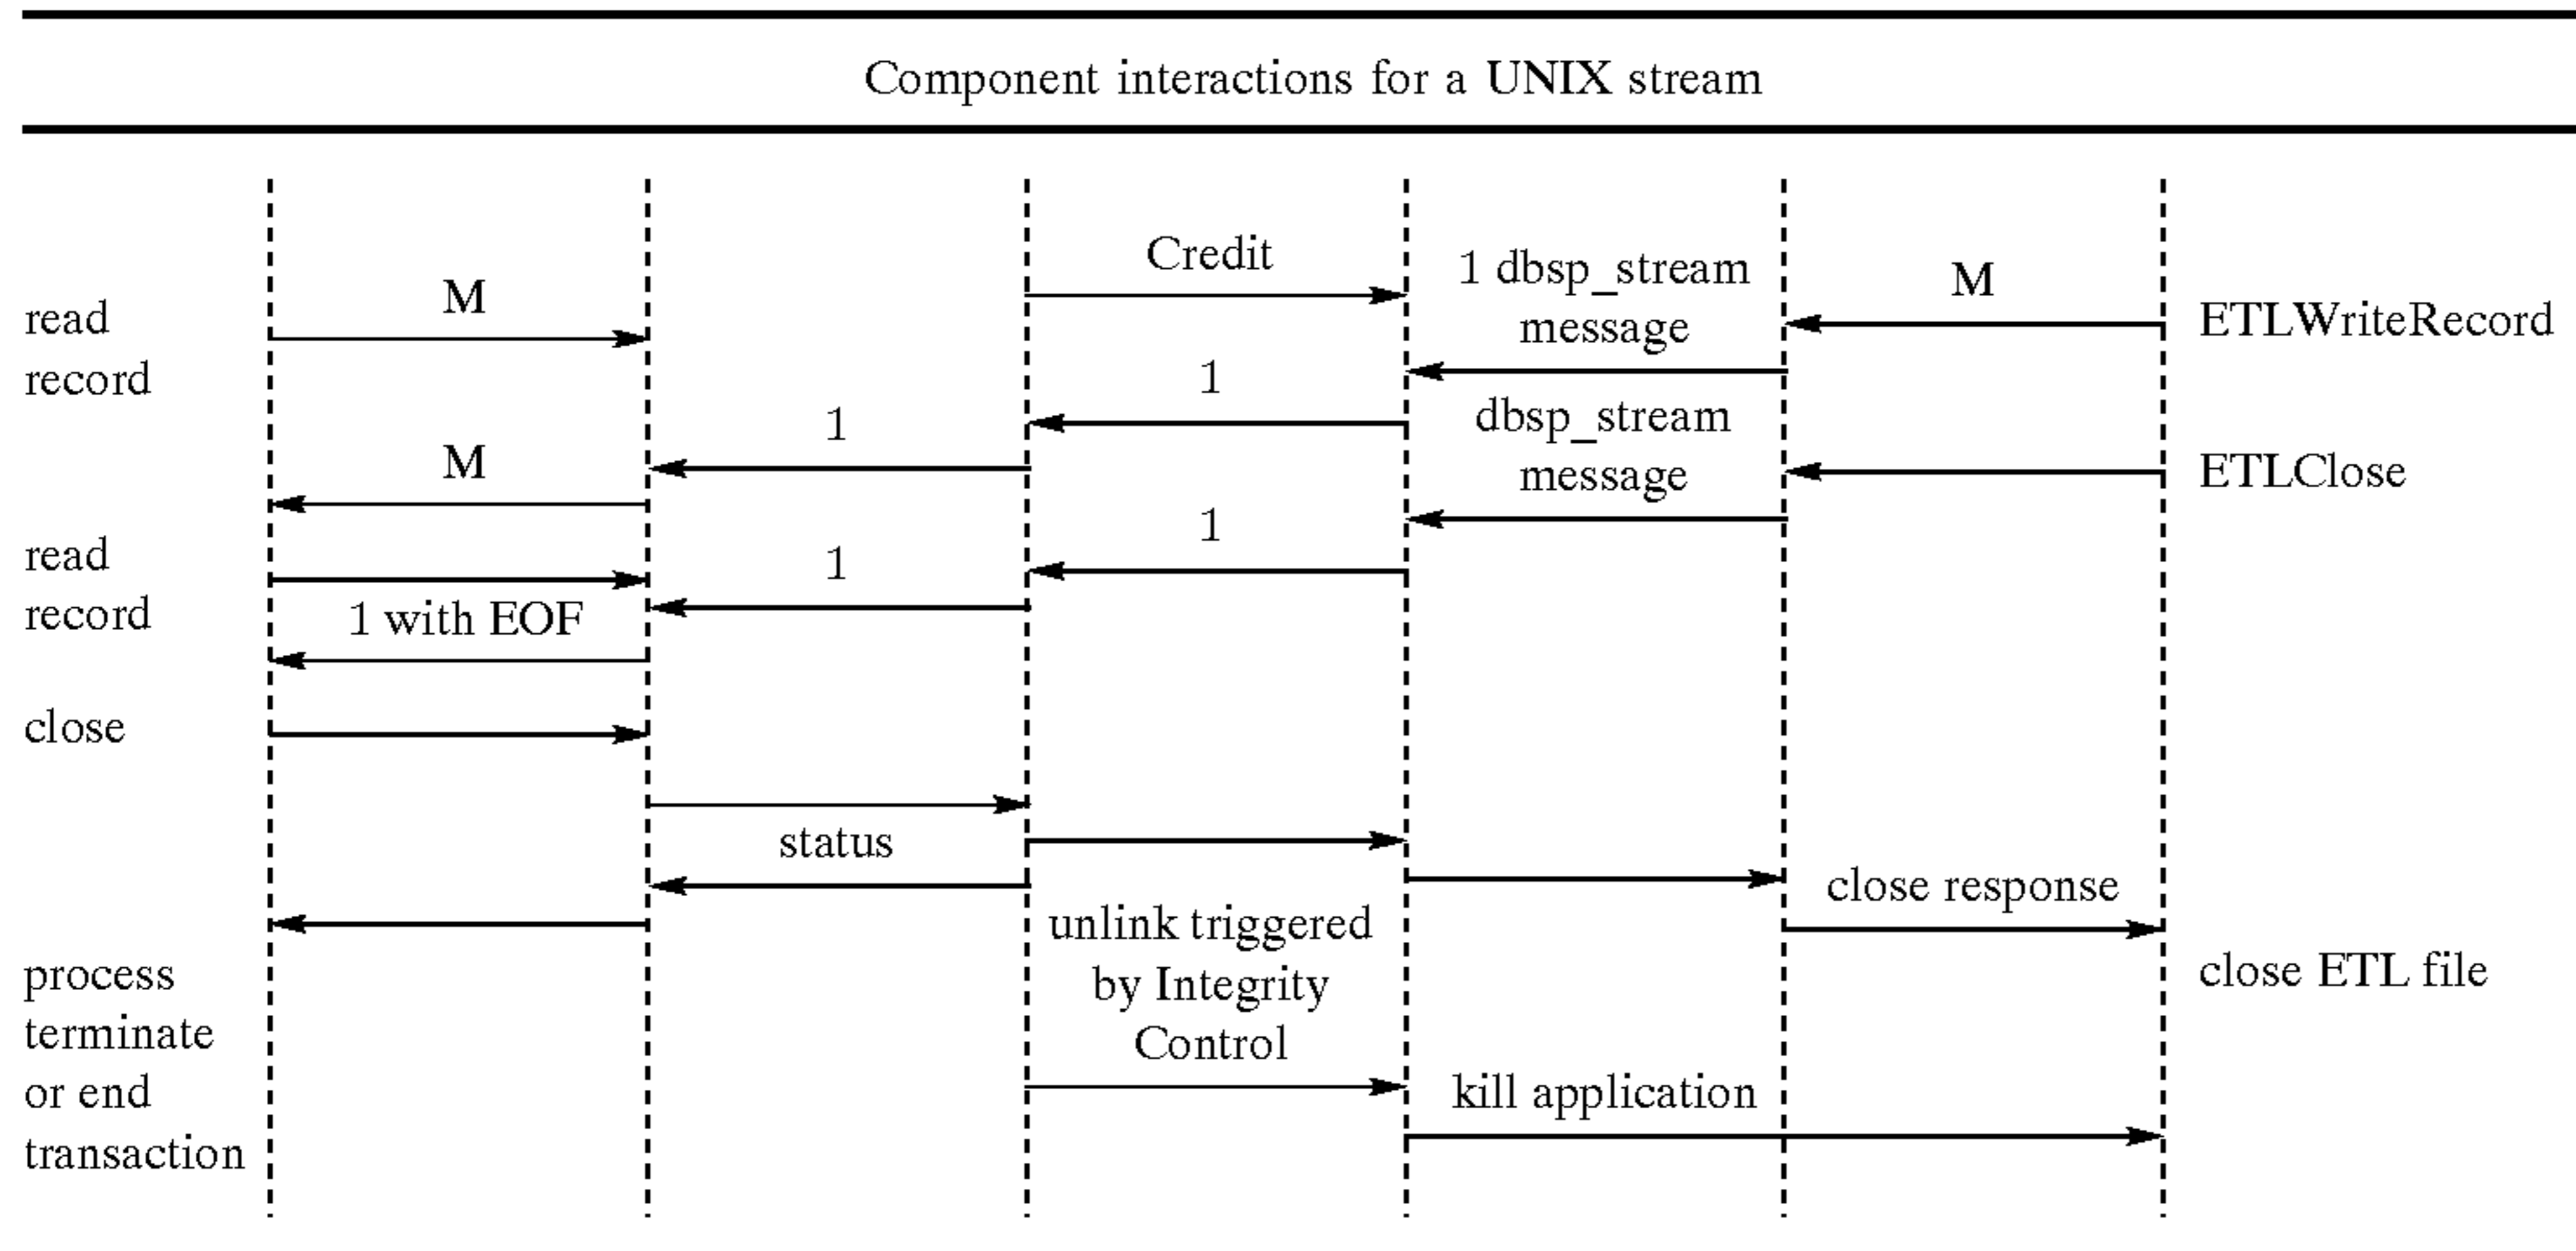 Component interactions for a UNIX stream
Credit
1 dbsp_stream
message
M
M
read
record
ETLWriteRecord
1
dbsp_stream
message
1
M
ETLClose
1
read
record
1
1 with EOF
close
status
close response
unlink triggered
by Integrity
Control
process
terminate
or end
transaction
close ETL file
kill application